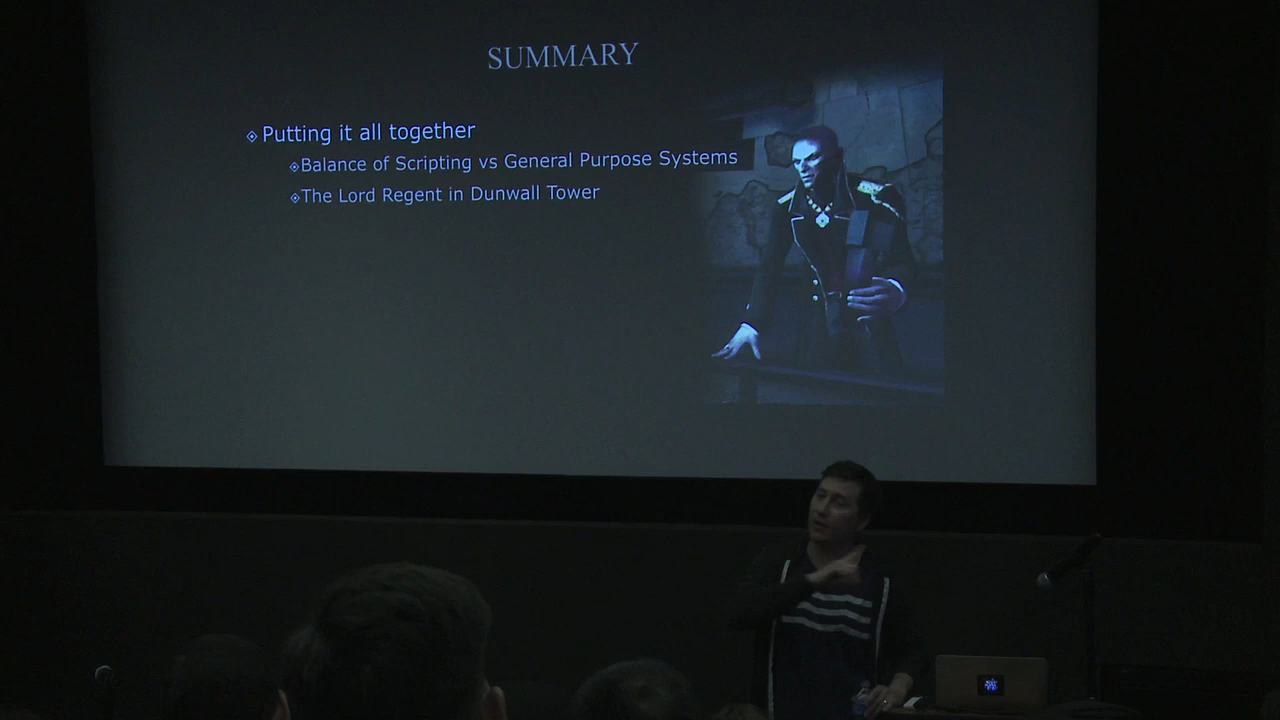 SUMMARY
Putting it all together
Balance of Scripting vs General Purpose Systems
The Lord Regent in Dunwall Tower